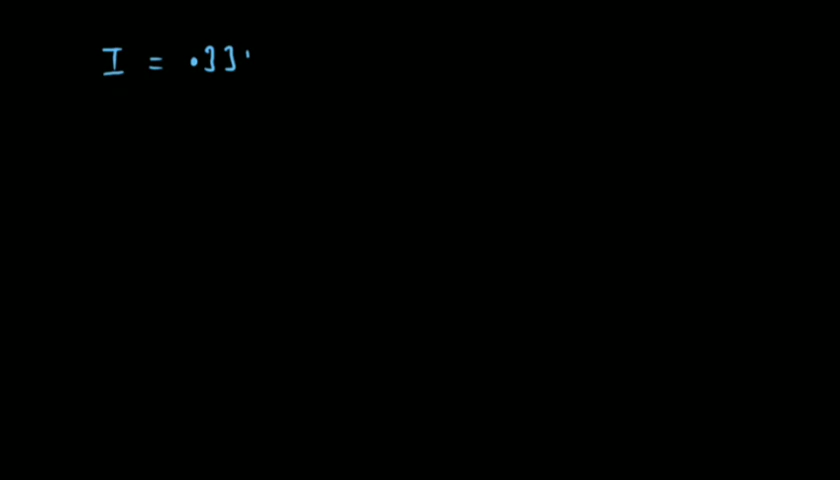 I = .33